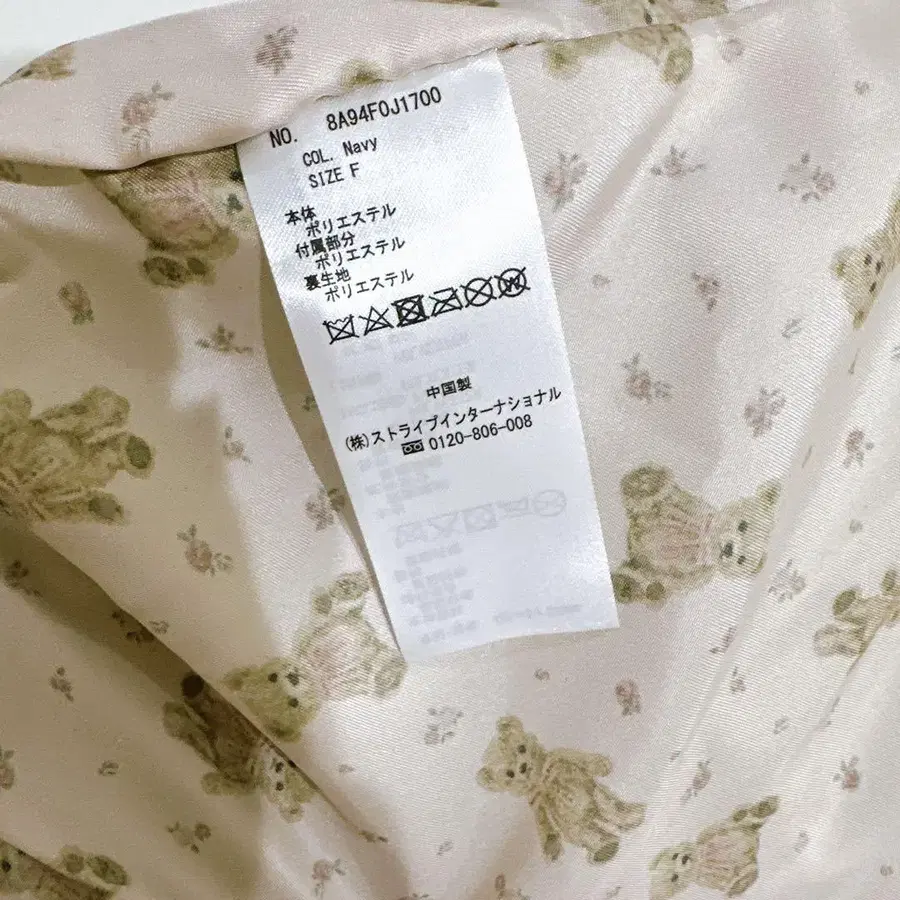 NO. 8A94F0J1700
COL. Navy
SIZE F
本体
ポリエステル
付属部分
ポリエステル
裏生地
ポリエステル
中国製
(株)ストライプインターナショナル
0120-806-008